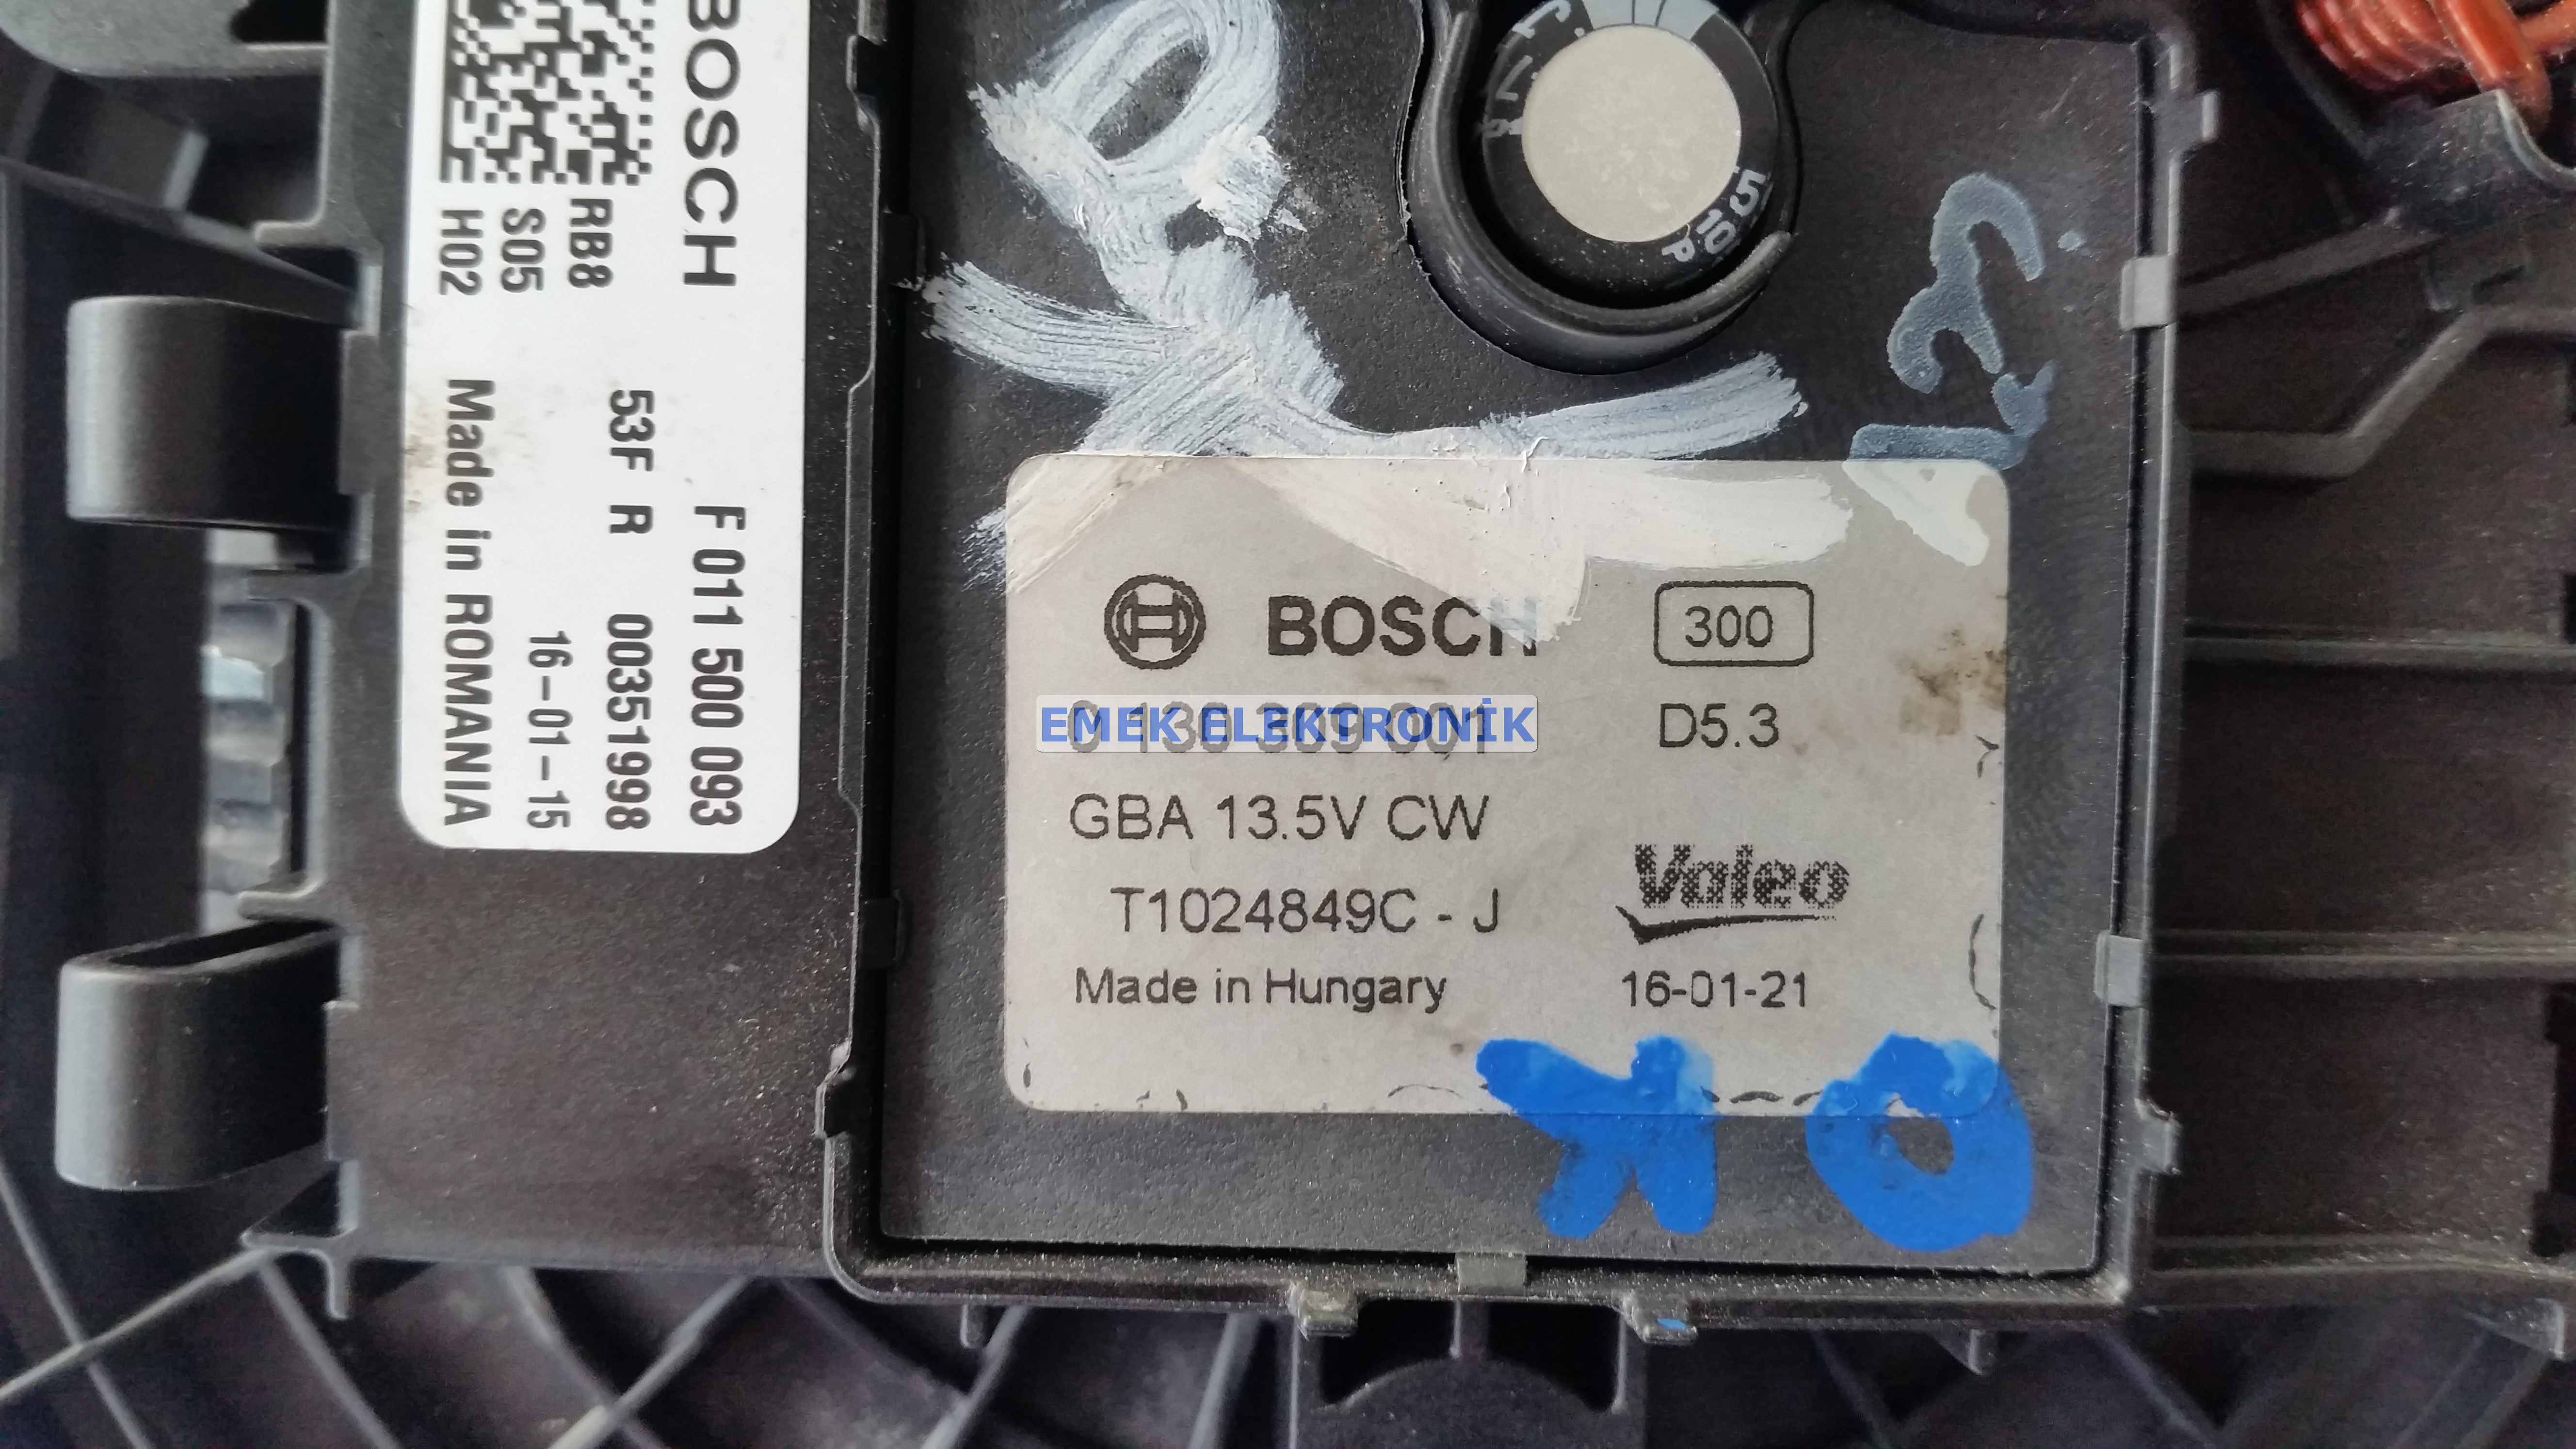 BOSCH
F 011 500 093
RB8
53F R 00351998
S05
16-01-15
H02
Made in ROMANIA
BOSCH
300
EMEK ELEKTRONİK
D5.3
GBA 13.5V CW
T1024849C - J
Valeo
Made in Hungary
16-01-21
OK